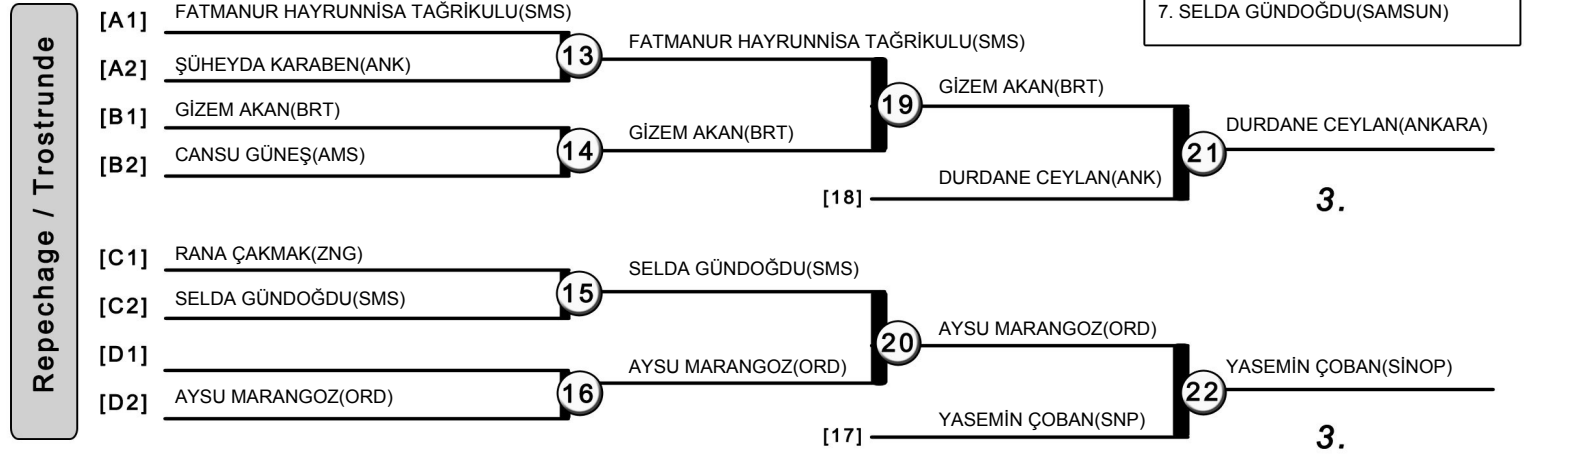 Repechage / Trostrunde
7. SELDA GÜNDOĞDU(SAMSUN)
[A1] FATMANUR HAYRUNNİSA TAĞRİKULU(SMS)
13
FATMANUR HAYRUNNİSA TAĞRİKULU(SMS)
[A2] ŞÜHEYDA KARABEN(ANK)
19
GİZEM AKAN(BRT)
[B1] GİZEM AKAN(BRT)
14
GİZEM AKAN(BRT)
[B2] CANSU GÜNEŞ(AMS)
21
DURDANE CEYLAN(ANKARA)
[18] DURDANE CEYLAN(ANK)
3.
[C1] RANA ÇAKMAK(ZNG)
15
SELDA GÜNDOĞDU(SMS)
[C2] SELDA GÜNDOĞDU(SMS)
20
AYSU MARANGOZ(ORD)
[D1]
16
AYSU MARANGOZ(ORD)
[D2] AYSU MARANGOZ(ORD)
22
YASEMİN ÇOBAN(SİNOP)
[17] YASEMİN ÇOBAN(SNP)
3.